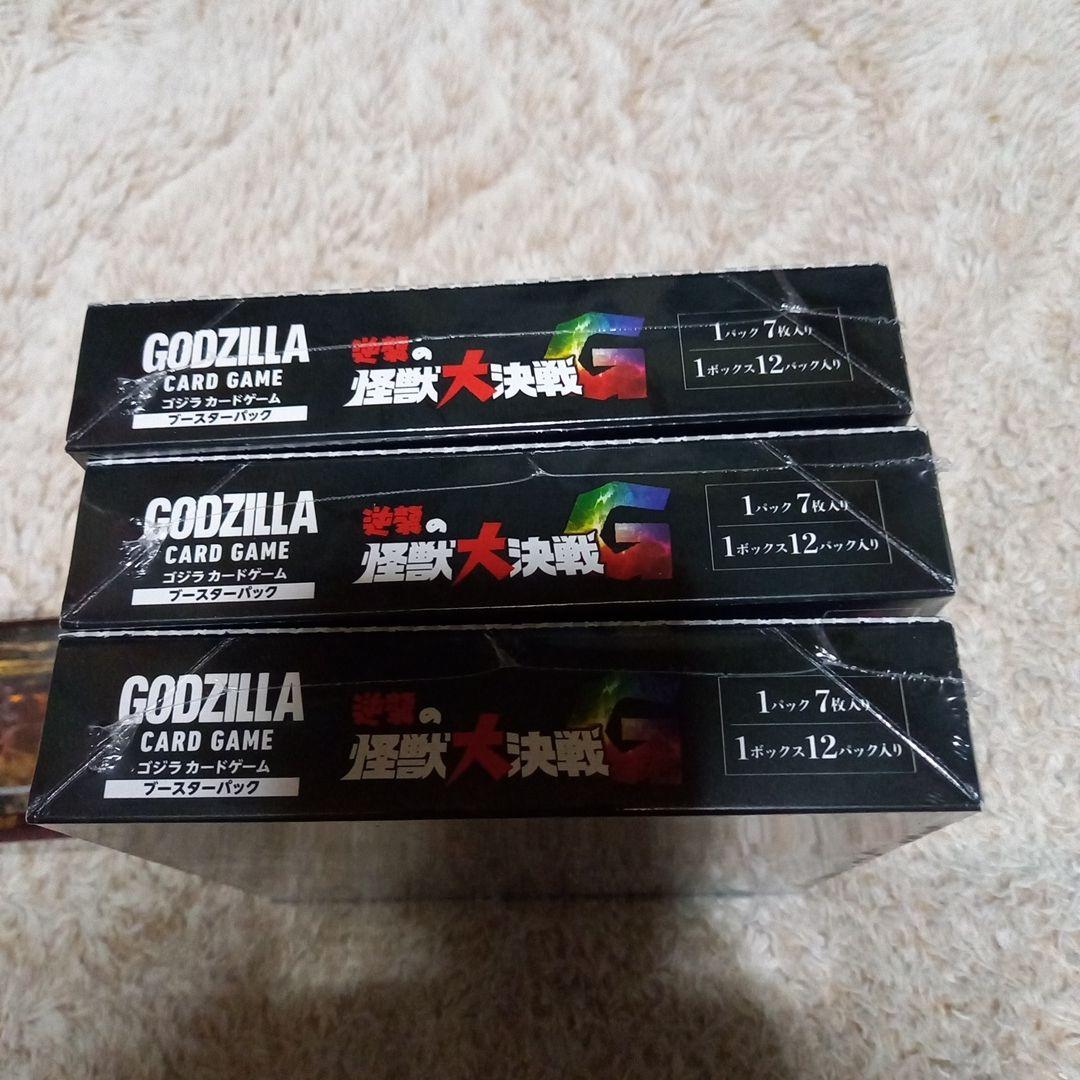 GODZILLA
CARD GAME
ゴジラ カードゲーム
ブースターパック
逆襲の
怪獣大決戦G
1パック 7枚入り
1ボックス12パック入り
GODZILLA
CARD GAME
ゴジラ カードゲーム
ブースターパック
逆襲の
怪獣大決戦G
1パック 7枚入り
1ボックス12パック入り
GODZILLA
CARD GAME
ゴジラ カードゲーム
ブースターパック
逆襲の
怪獣大決戦G
1パック 7枚入り
1ボックス12パック入り